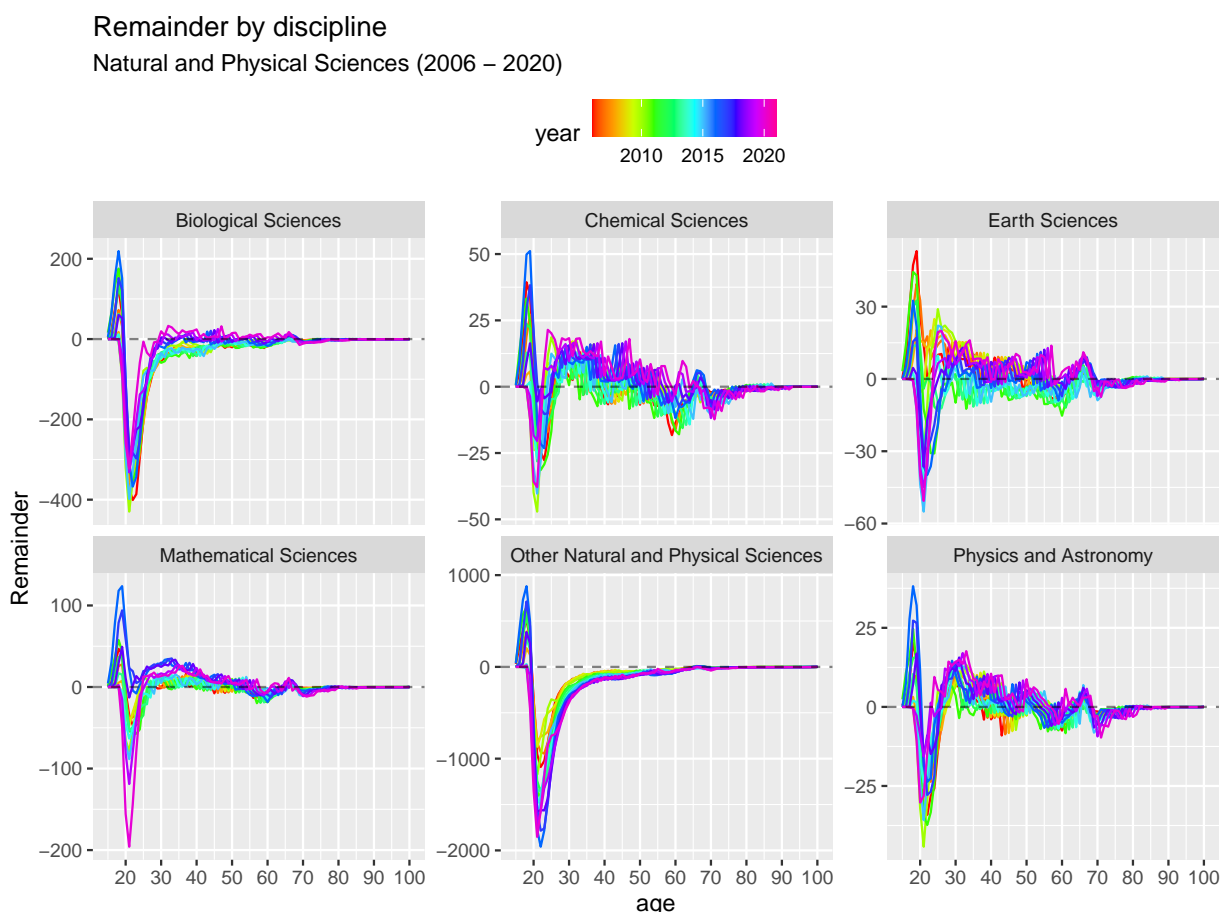 Remainder by discipline
Natural and Physical Sciences (2006 − 2020)
year
2010 2015 2020
Biological Sciences Chemical Sciences Earth Sciences
200
0
−200
−400
50
25
0
−25
−50
30
0
−30
−60
Remainder
Mathematical Sciences Other Natural and Physical Sciences Physics and Astronomy
100
0
−100
−200
1000
0
−1000
−2000
25
0
−25
20 30 40 50 60 70 80 90 100 20 30 40 50 60 70 80 90 100 20 30 40 50 60 70 80 90 100
age